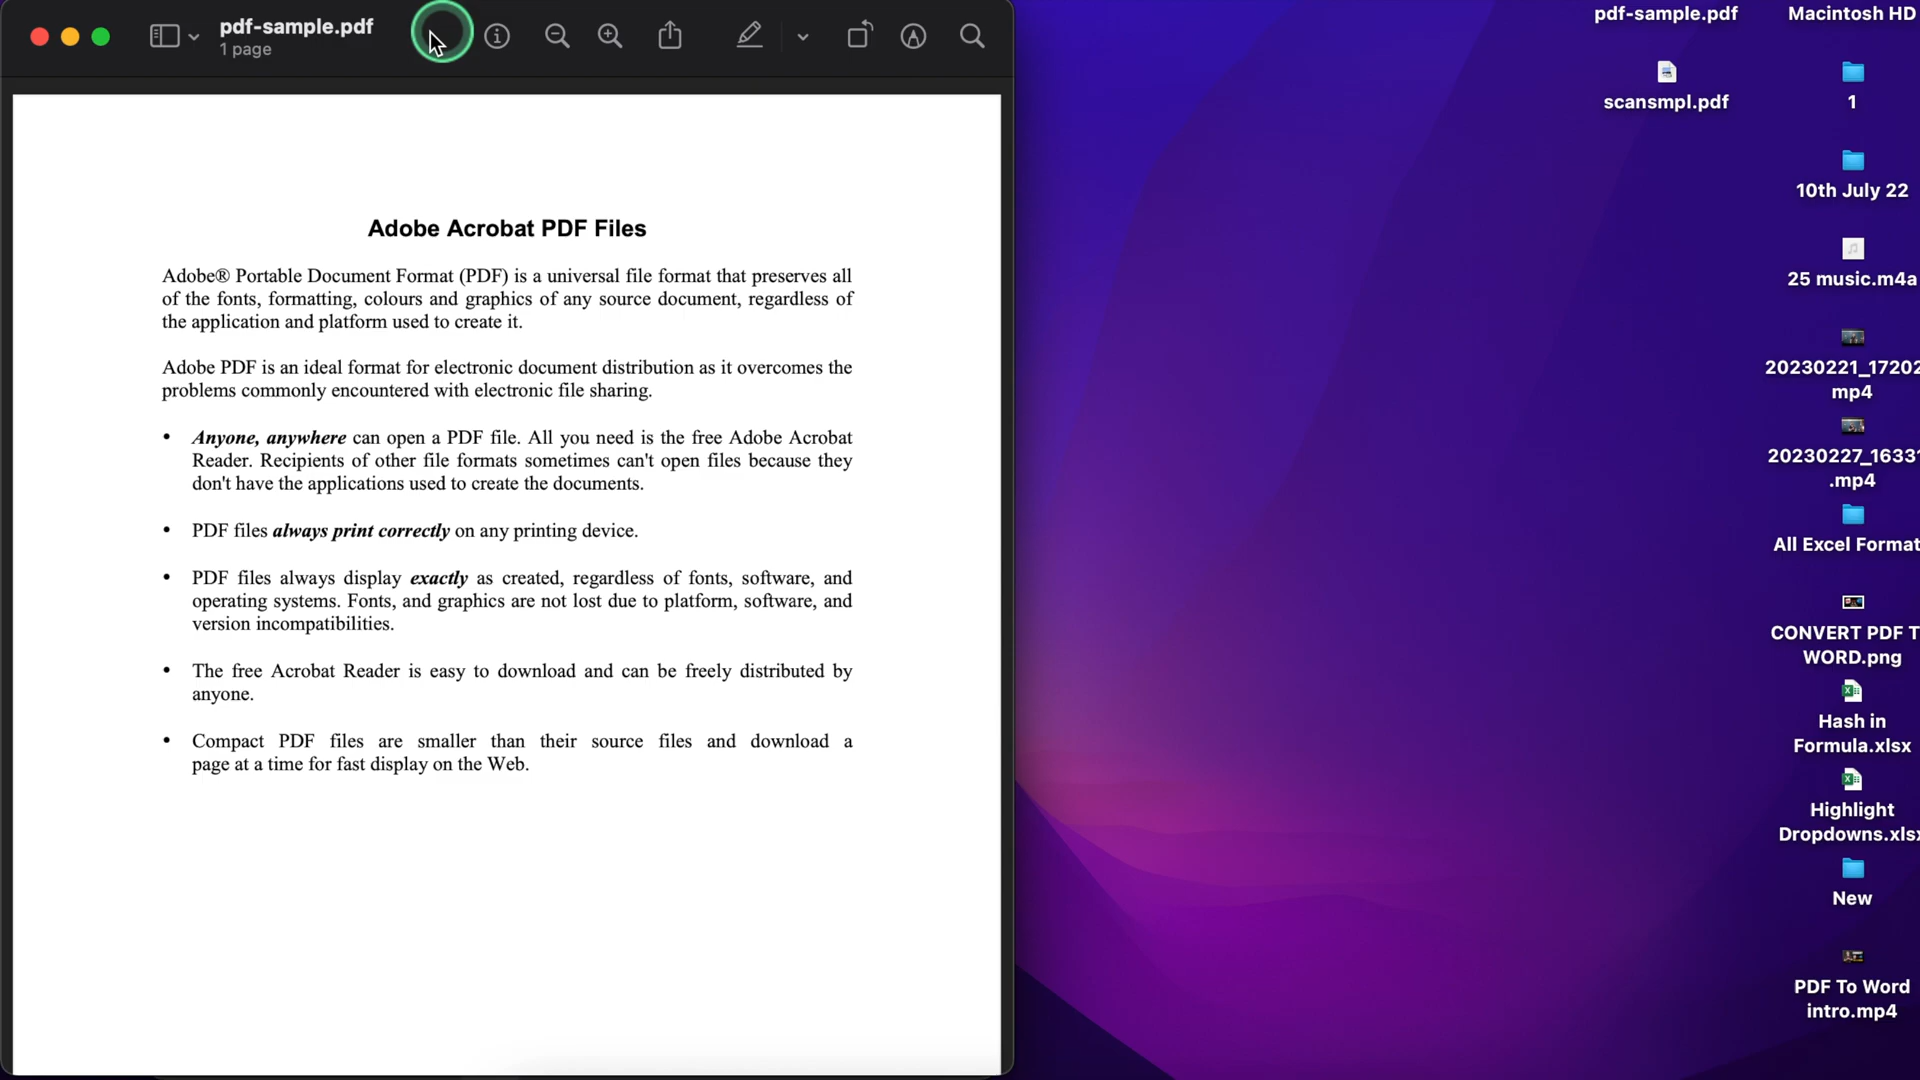 pdf-sample.pdf
1 page
Adobe Acrobat PDF Files
Adobe® Portable Document Format (PDF) is a universal file format that preserves all
of the fonts, formatting, colours and graphics of any source document, regardless of
the application and platform used to create it.
Adobe PDF is an ideal format for electronic document distribution as it overcomes the
problems commonly encountered with electronic file sharing.
• Anyone, anywhere can open a PDF file. All you need is the free Adobe Acrobat
Reader. Recipients of other file formats sometimes can't open files because they
don't have the applications used to create the documents.
• PDF files always print correctly on any printing device.
• PDF files always display exactly as created, regardless of fonts, software, and
operating systems. Fonts, and graphics are not lost due to platform, software, and
version incompatibilities.
• The free Acrobat Reader is easy to download and can be freely distributed by
anyone.
• Compact PDF files are smaller than their source files and download a
page at a time for fast display on the Web.
pdf-sample.pdf
scansmpl.pdf
Macintosh HD
1
10th July 22
25 music.m4a
20230221_17202
mp4
20230227_1633
.mp4
All Excel Format
CONVERT PDF T
WORD.png
Hash in
Formula.xlsx
Highlight
Dropdowns.xls
New
PDF To Word
intro.mp4